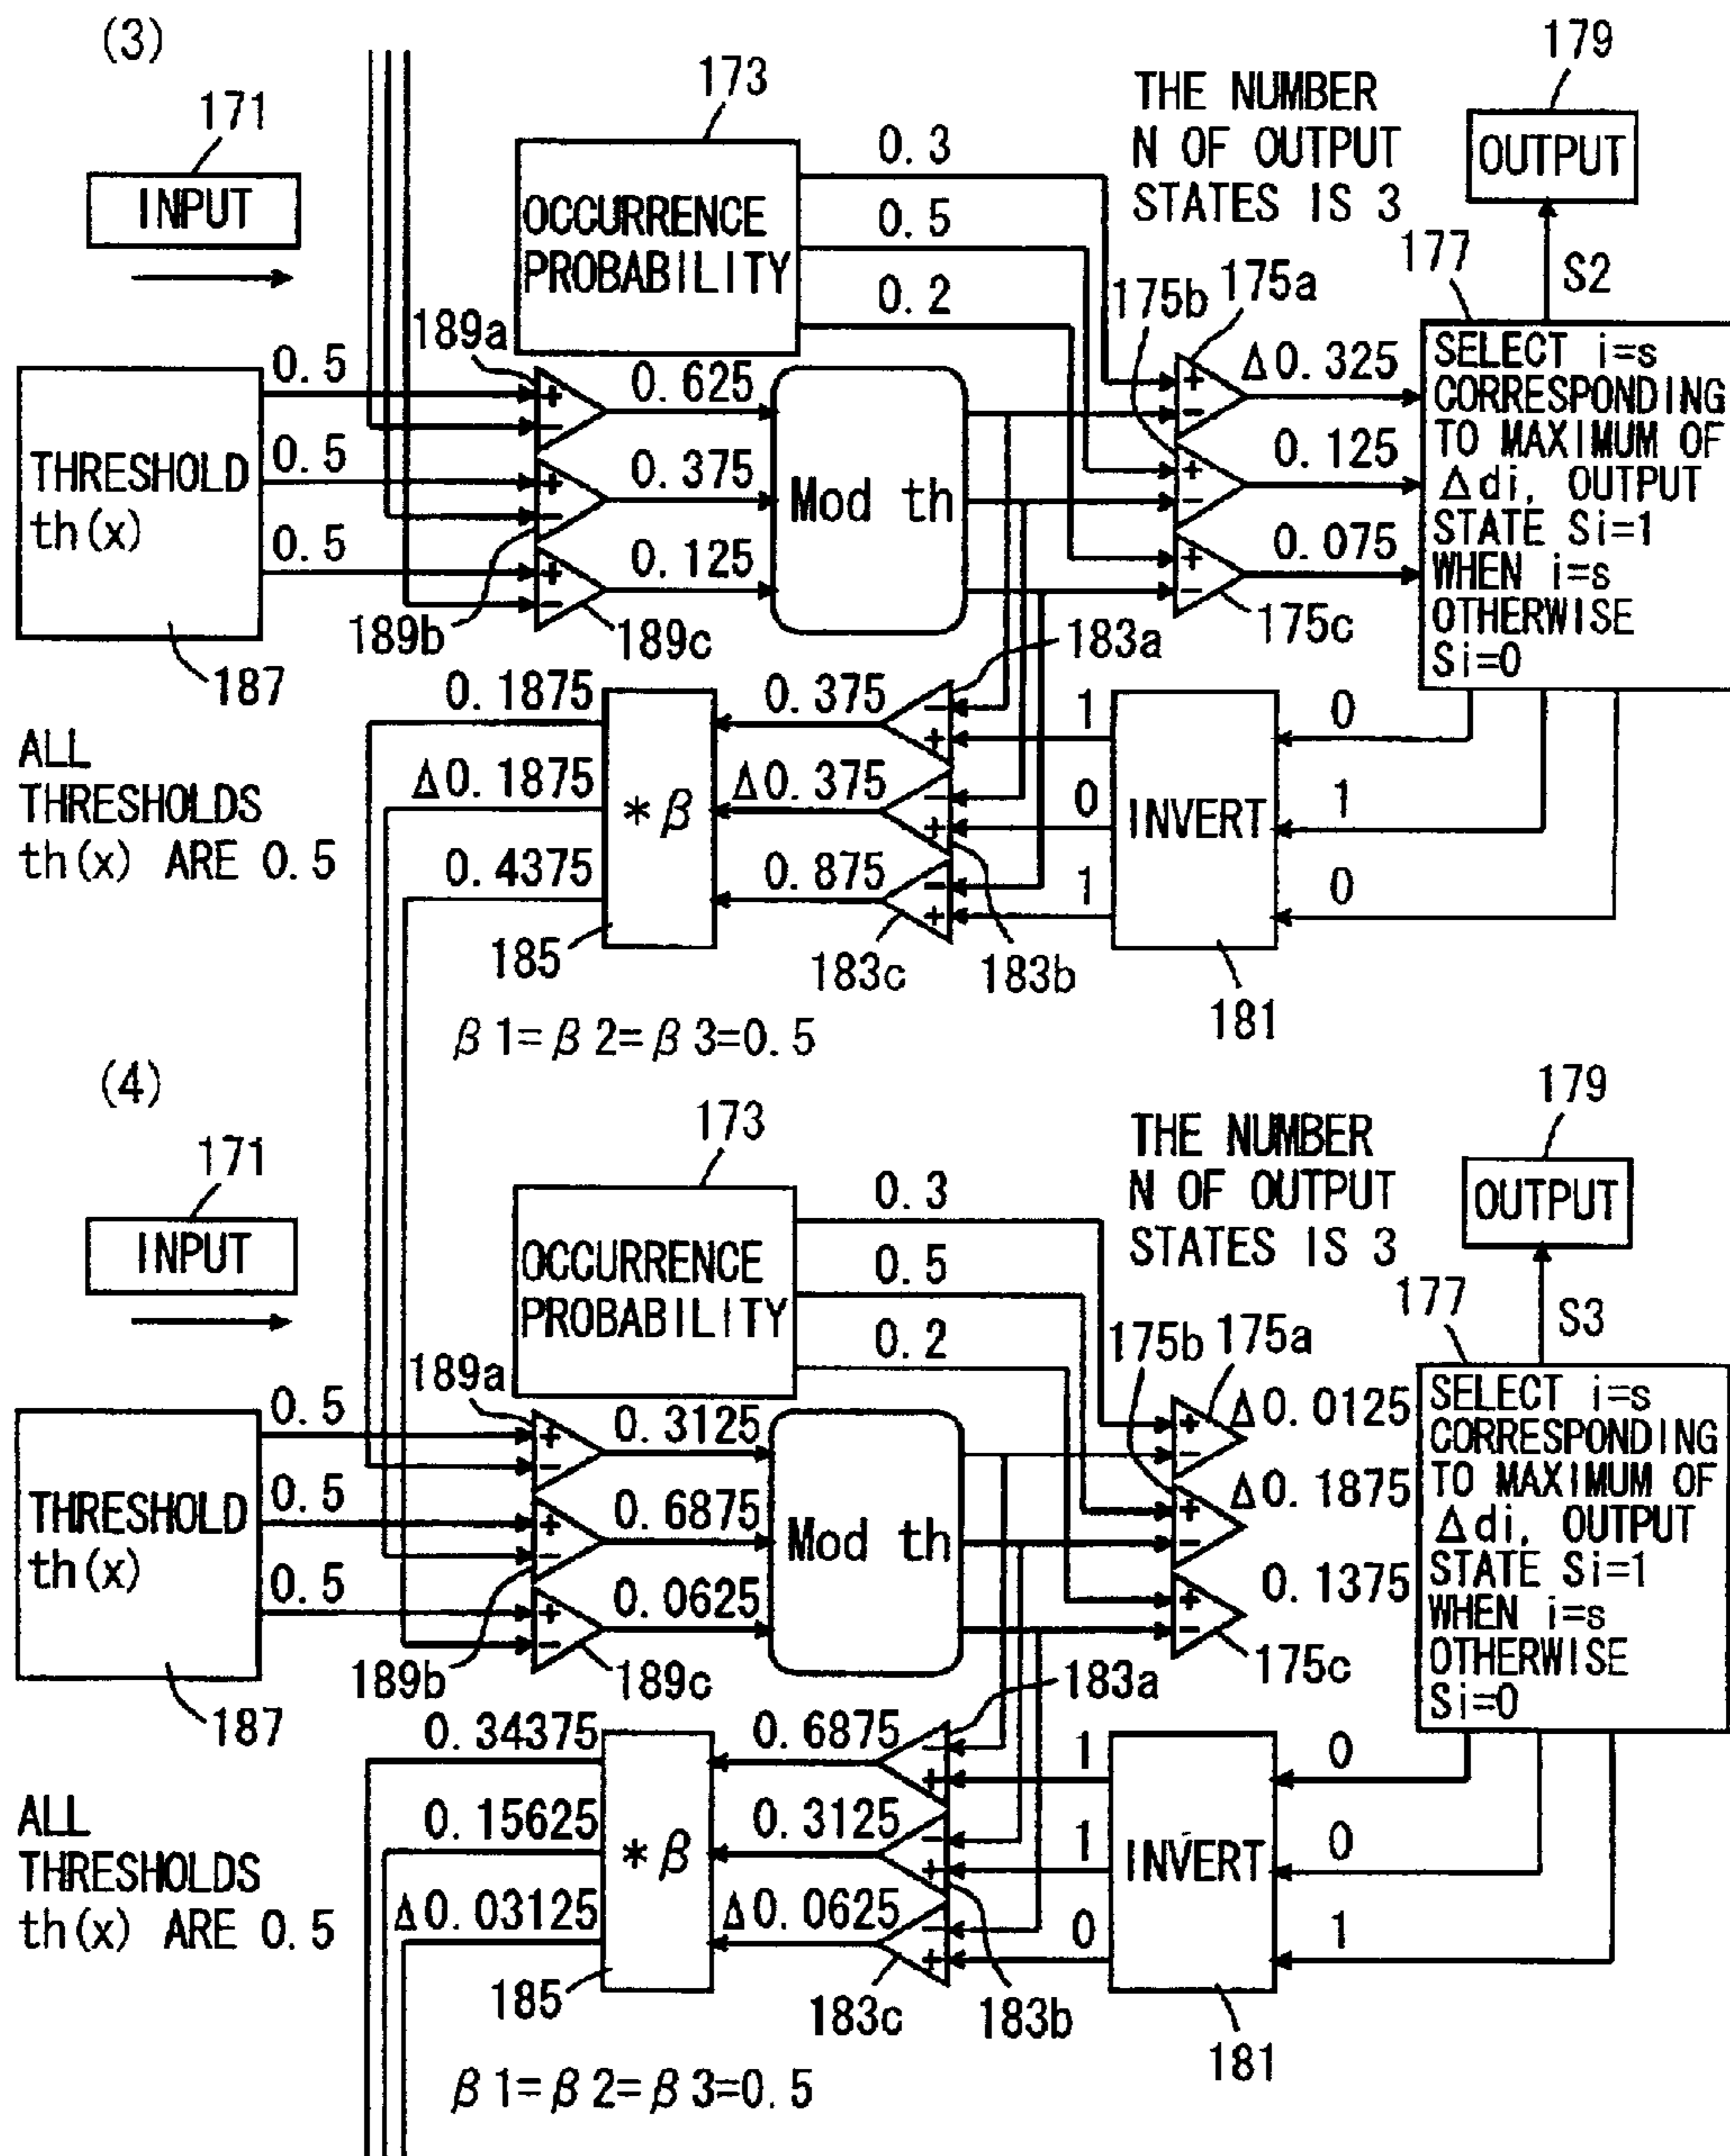 (3)
179
173
THE NUMBER
N OF OUTPUT
STATES IS 3
171
0.3
OUTPUT
INPUT
OCCURRENCE
PROBABILITY
0.5
177
S2
0.2
175b
175a
189a
0.5
0.625
Δ0.325
SELECT i=s
CORRESPONDING
TO MAXIMUM OF
Δdi, OUTPUT
STATE Si=1
WHEN i=s
OTHERWISE
Si=0
THRESHOLD
th(x)
0.5
0.375
Mod th
0.125
0.5
0.125
0.075
189b
189c
175c
187
183a
0.1875
0.375
1
0
ALL
THRESHOLDS
th(x) ARE 0.5
Δ0.1875
*β
Δ0.375
0
INVERT
1
0.4375
0.875
1
0
185
183c
183b
181
β1=β2=β3=0.5
(4)
179
173
THE NUMBER
N OF OUTPUT
STATES IS 3
171
0.3
OUTPUT
INPUT
OCCURRENCE
PROBABILITY
0.5
177
S3
0.2
175b
175a
189a
0.5
0.3125
Δ0.0125
SELECT i=s
CORRESPONDING
TO MAXIMUM OF
Δdi, OUTPUT
STATE Si=1
WHEN i=s
OTHERWISE
Si=0
THRESHOLD
th(x)
0.5
0.6875
Mod th
Δ0.1875
0.5
0.0625
0.1375
189b
189c
175c
187
183a
0.34375
0.6875
1
0
ALL
THRESHOLDS
th(x) ARE 0.5
0.15625
*β
0.3125
1
INVERT
0
Δ0.03125
Δ0.0625
0
1
185
183c
183b
181
β1=β2=β3=0.5